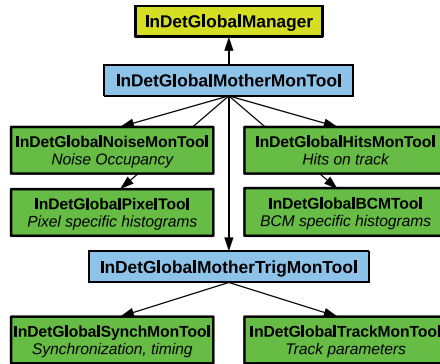 InDetGlobalManager
InDetGlobalMotherMonTool
InDetGlobalNoiseMonTool
Noise Occupancy
InDetGlobalHitsMonTool
Hits on track
InDetGlobalPixelTool
Pixel specific histograms
InDetGlobalBCMTool
BCM specific histograms
InDetGlobalMotherTrigMonTool
InDetGlobalSynchMonTool
Synchronization, timing
InDetGlobalTrackMonTool
Track parameters